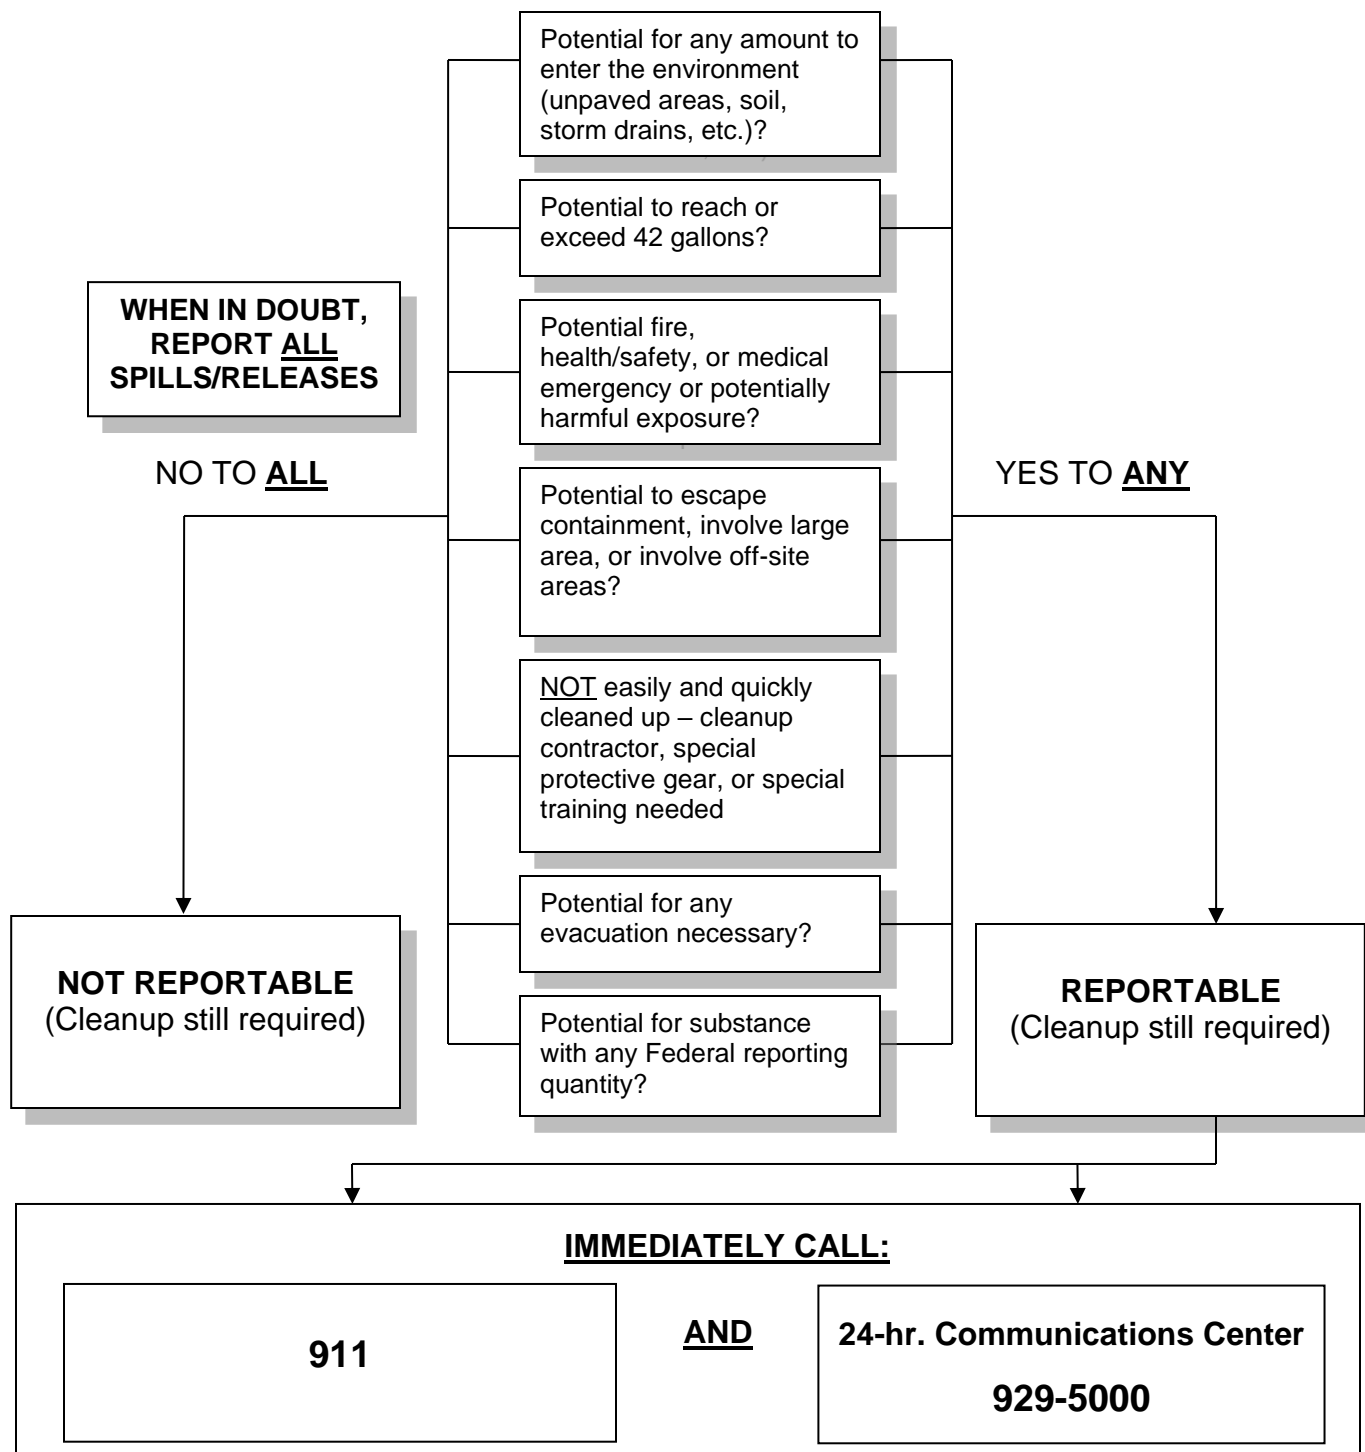 Potential for any amount to
enter the environment
(unpaved areas, soil,
storm drains, etc.)?
Potential to reach or
exceed 42 gallons?
WHEN IN DOUBT,
REPORT ALL
SPILLS/RELEASES
Potential fire,
health/safety, or medical
emergency or potentially
harmful exposure?
NO TO ALL
YES TO ANY
Potential to escape
containment, involve large
area, or involve off-site
areas?
NOT easily and quickly
cleaned up – cleanup
contractor, special
protective gear, or special
training needed
Potential for any
evacuation necessary?
NOT REPORTABLE
(Cleanup still required)
Potential for substance
with any Federal reporting
quantity?
REPORTABLE
(Cleanup still required)
IMMEDIATELY CALL:
911
AND
24-hr. Communications Center
929-5000